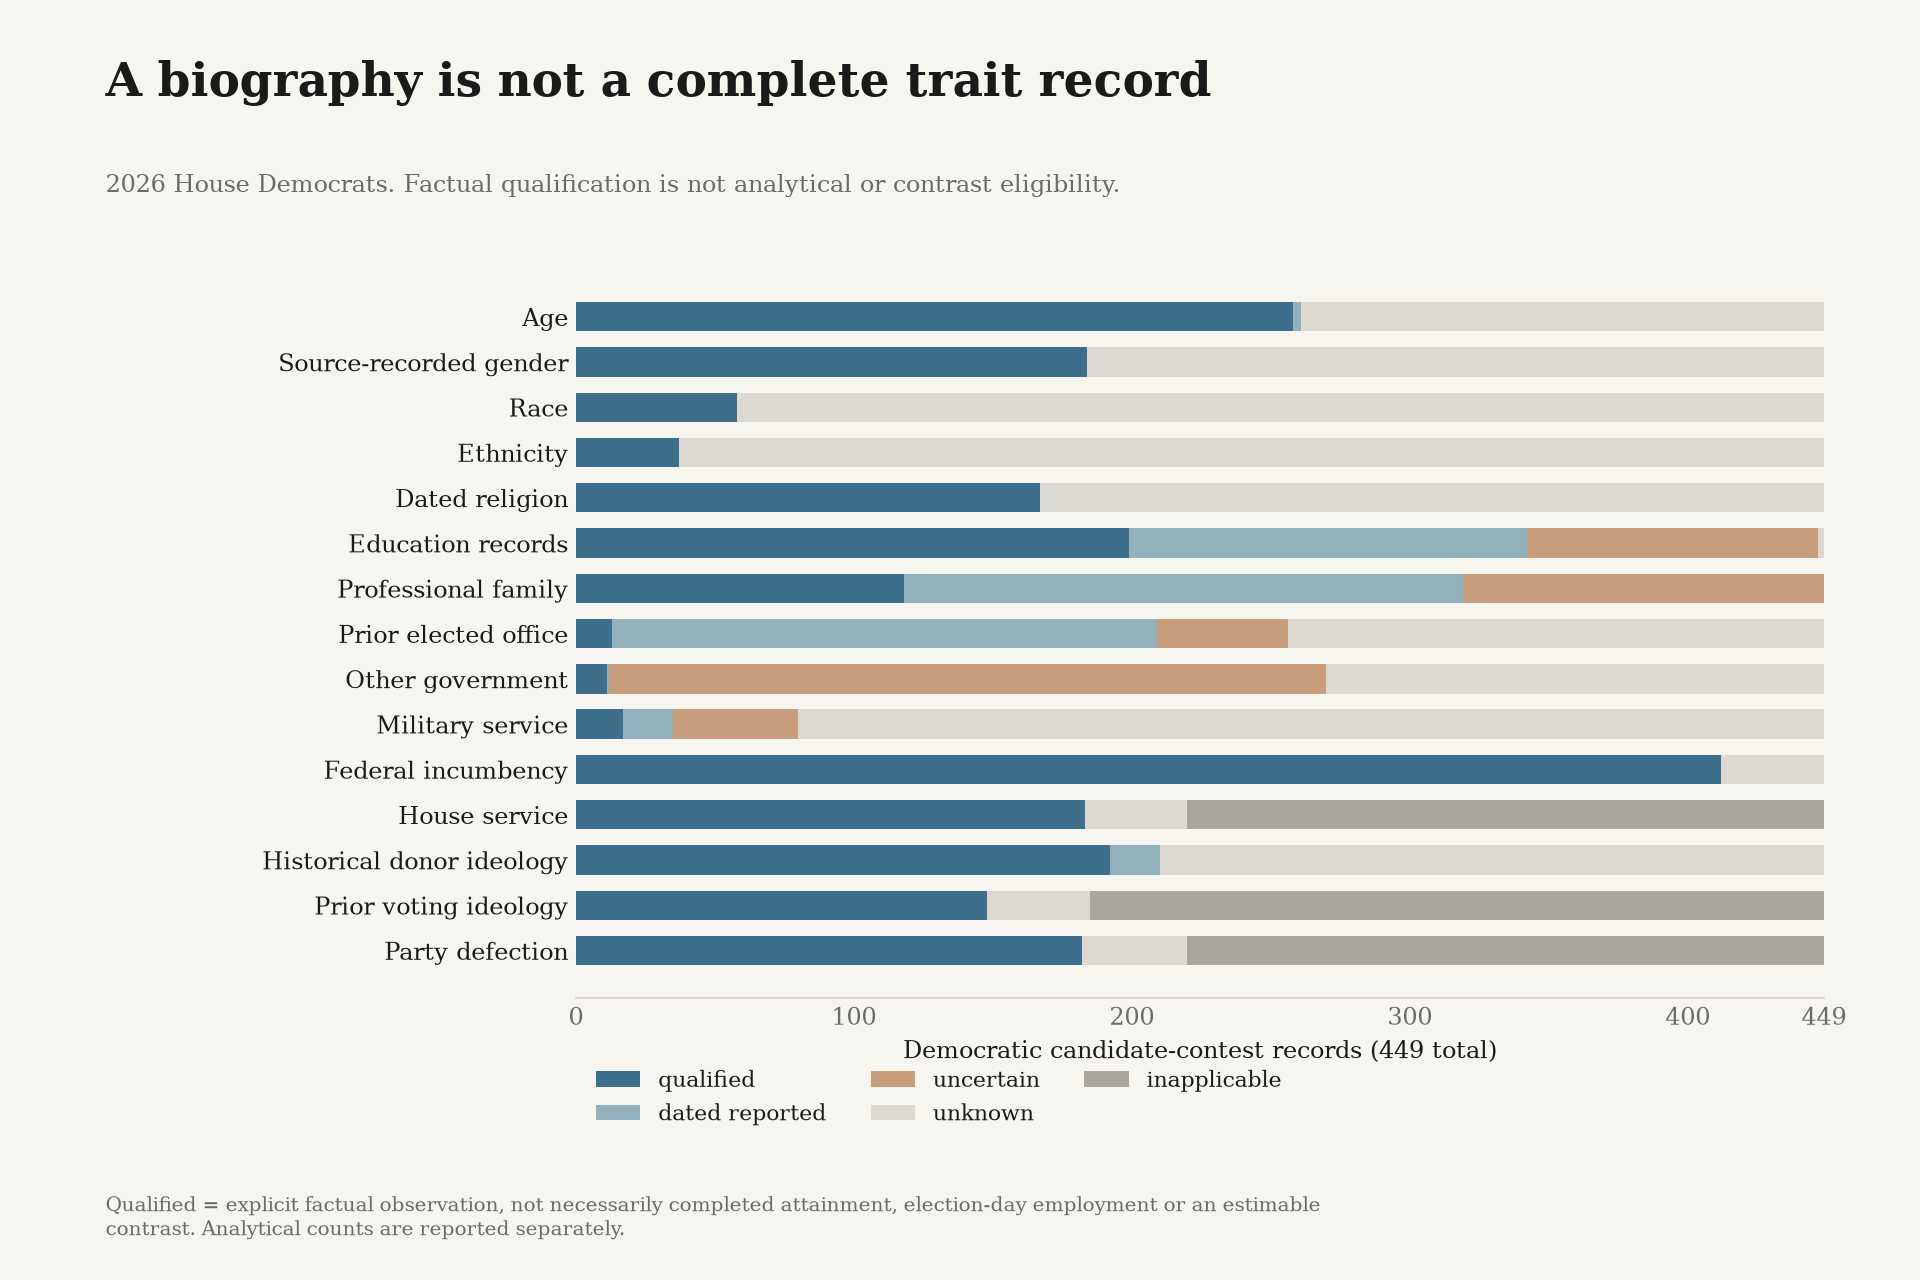 A biography is not a complete trait record
2026 House Democrats. Factual qualification is not analytical or contrast eligibility.
Age
Source-recorded gender
Race
Ethnicity
Dated religion
Education records
Professional family
Prior elected office
Other government
Military service
Federal incumbency
House service
Historical donor ideology
Prior voting ideology
Party defection
0 100 200 300 400 449
Democratic candidate-contest records (449 total)
qualified uncertain inapplicable
dated reported unknown
Qualified = explicit factual observation, not necessarily completed attainment, election-day employment or an estimable
contrast. Analytical counts are reported separately.